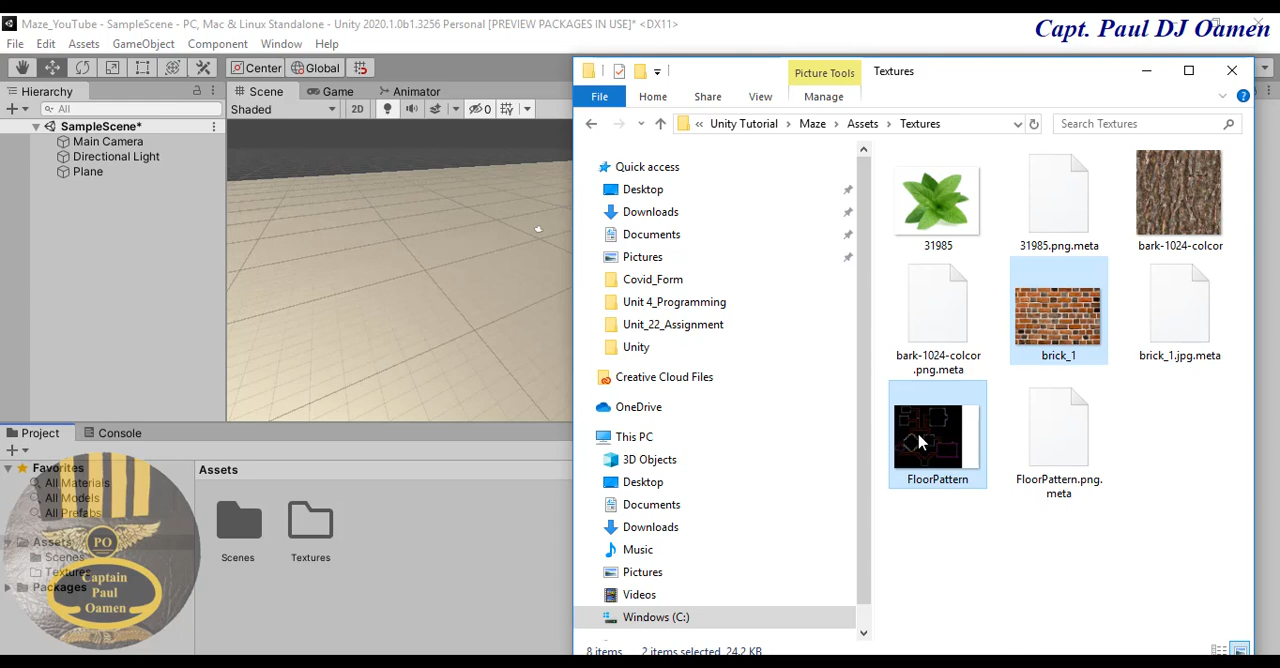 Maze_YouTube - SampleScene - PC, Mac & Linux Standalone - Unity 2020.1.0b1.3256 Personal [PREVIEW PACKAGES IN USE]* <DX11>
Capt. Paul DJ Oamen
File Edit Assets GameObject Component Window Help
Center Global
Hierarchy
All
SampleScene*
Main Camera
Directional Light
Plane
Scene Game Animator
Shaded 2D 0
Project Console
Favorites
All Materials
All Models
All Prefabs
Assets
Scenes
Textures
Packages
PO
Captain
Paul
Oamen
Assets
Scenes Textures
Picture Tools Textures
File Home Share View Manage
« Unity Tutorial Maze Assets Textures Search Textures
Quick access
Desktop
Downloads
Documents
Pictures
Covid_Form
Unit 4_Programming
Unit_22_Assignment
Unity
Creative Cloud Files
OneDrive
This PC
3D Objects
Desktop
Documents
Downloads
Music
Pictures
Videos
Windows (C:)
31985 31985.png.meta bark-1024-colcor
bark-1024-colcor
.png.meta
brick_1 brick_1.jpg.meta
FloorPattern FloorPattern.png.
meta
8 items 2 items selected 24.2 KB